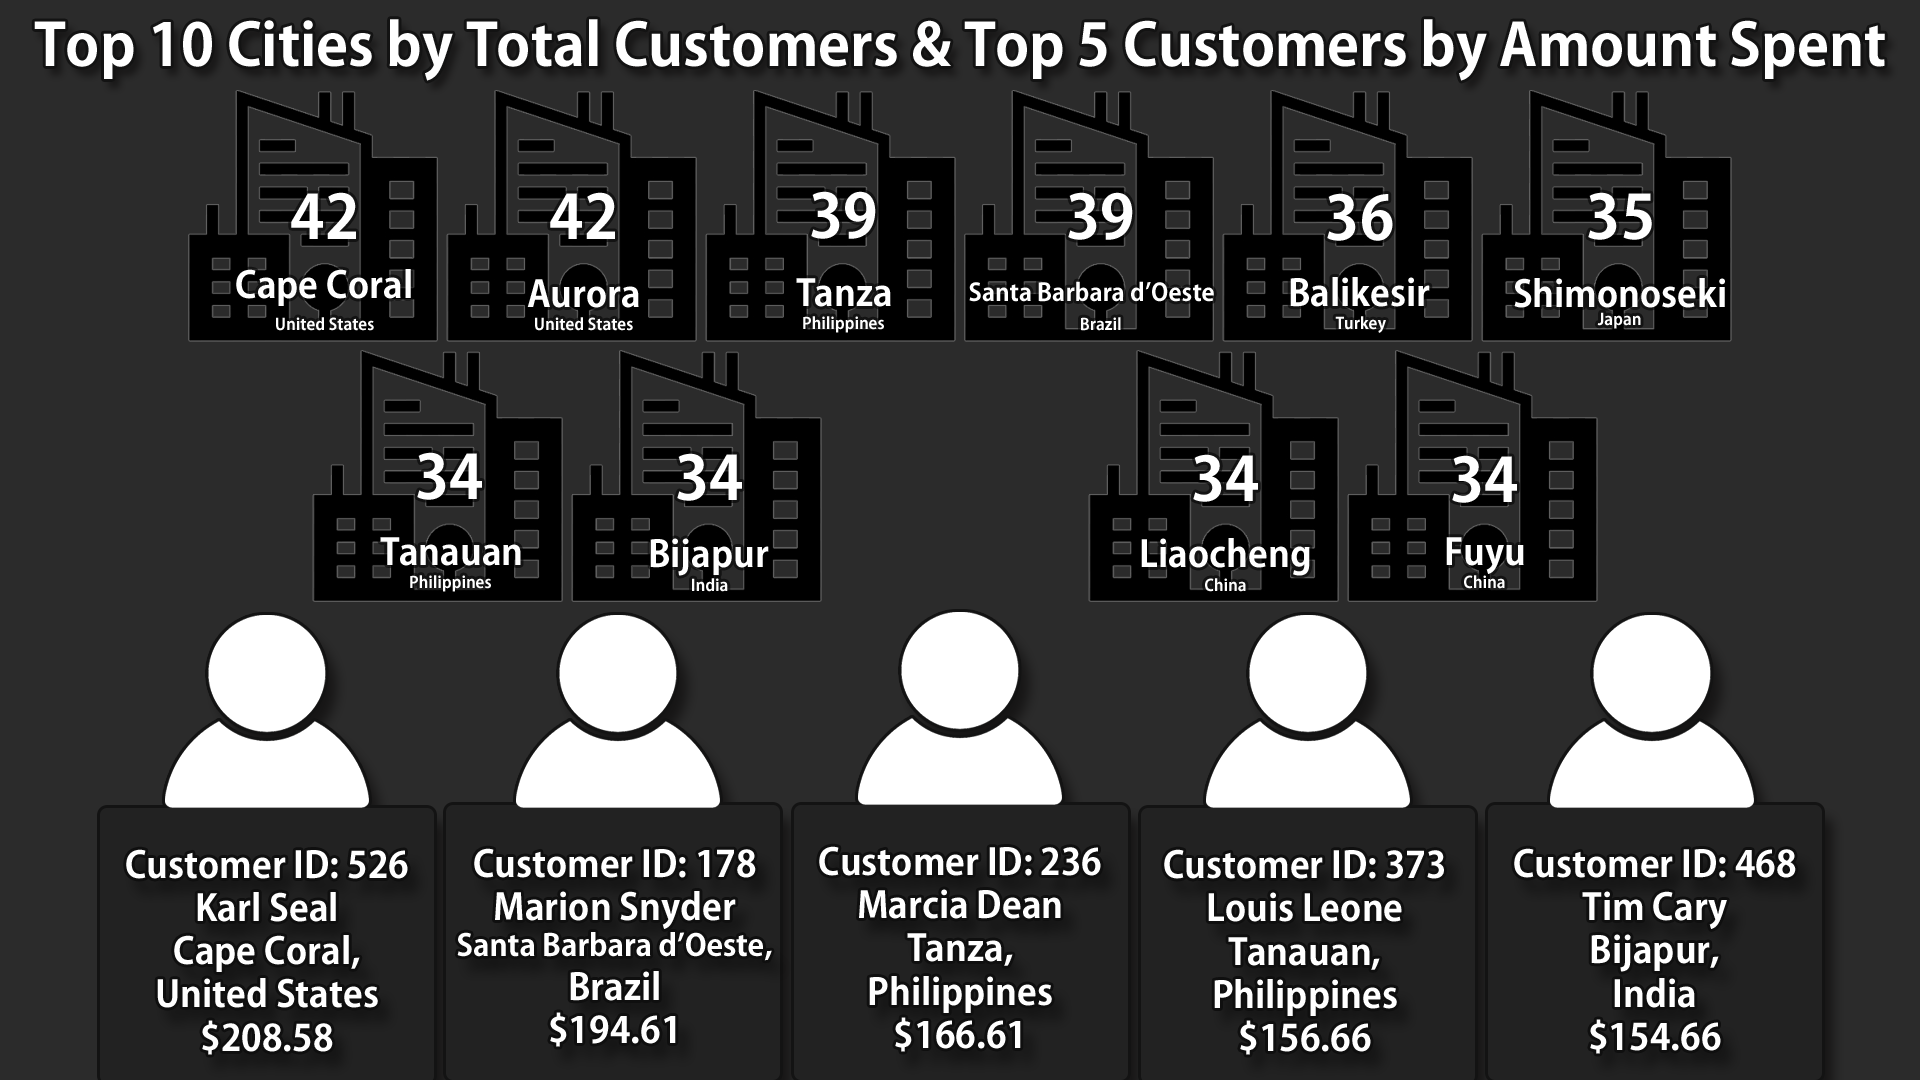 Top 10 Cities by Total Customers & Top 5 Customers by Amount Spent
42
Cape Coral
United States
42
Aurora
United States
39
Tanza
Philippines
39
Santa Barbara d’Oeste
Brazil
36
Balikesir
Turkey
35
Shimonoseki
Japan
34
Tanauan
Philippines
34
Bijapur
India
34
Liaocheng
China
34
Fuyu
China
Customer ID: 526
Karl Seal
Cape Coral,
United States
$208.58
Customer ID: 178
Marion Snyder
Santa Barbara d’Oeste,
Brazil
$194.61
Customer ID: 236
Marcia Dean
Tanza,
Philippines
$166.61
Customer ID: 373
Louis Leone
Tanauan,
Philippines
$156.66
Customer ID: 468
Tim Cary
Bijapur,
India
$154.66